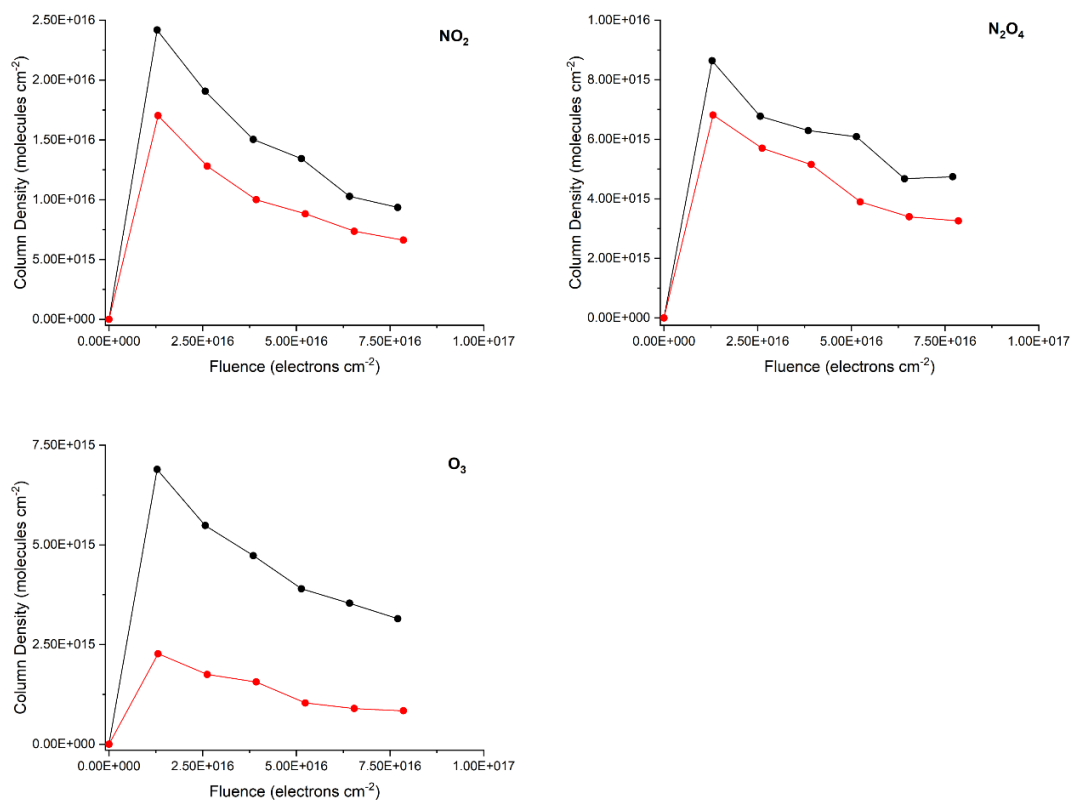 NO₂
Column Density (molecules cm⁻²)
2.50E+016
2.00E+016
1.50E+016
1.00E+016
5.00E+015
0.00E+000
0.00E+000 2.50E+016 5.00E+016 7.50E+016 1.00E+017
Fluence (electrons cm⁻²)
N₂O₄
Column Density (molecules cm⁻²)
1.00E+016
8.00E+015
6.00E+015
4.00E+015
2.00E+015
0.00E+000
0.00E+000 2.50E+016 5.00E+016 7.50E+016 1.00E+017
Fluence (electrons cm⁻²)
O₃
Column Density (molecules cm⁻²)
7.50E+015
5.00E+015
2.50E+015
0.00E+000
0.00E+000 2.50E+016 5.00E+016 7.50E+016 1.00E+017
Fluence (electrons cm⁻²)